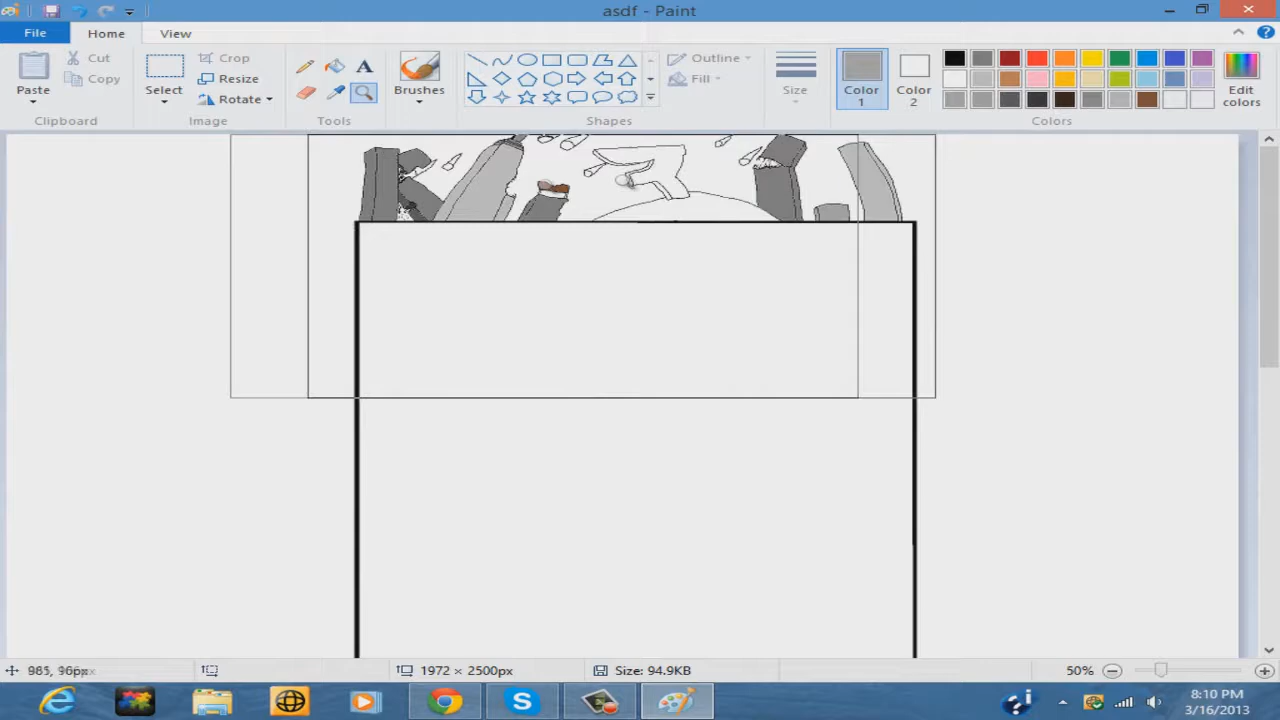 asdf - Paint
File Home View
Paste
Cut
Copy
Select
Crop
Resize
Rotate
A
Brushes
Outline
Fill
Size
Color 1
Color 2
Edit colors
Clipboard Image Tools Shapes Colors
1972 × 2500px Size: 94.9KB 50%
8:10 PM
3/16/2013